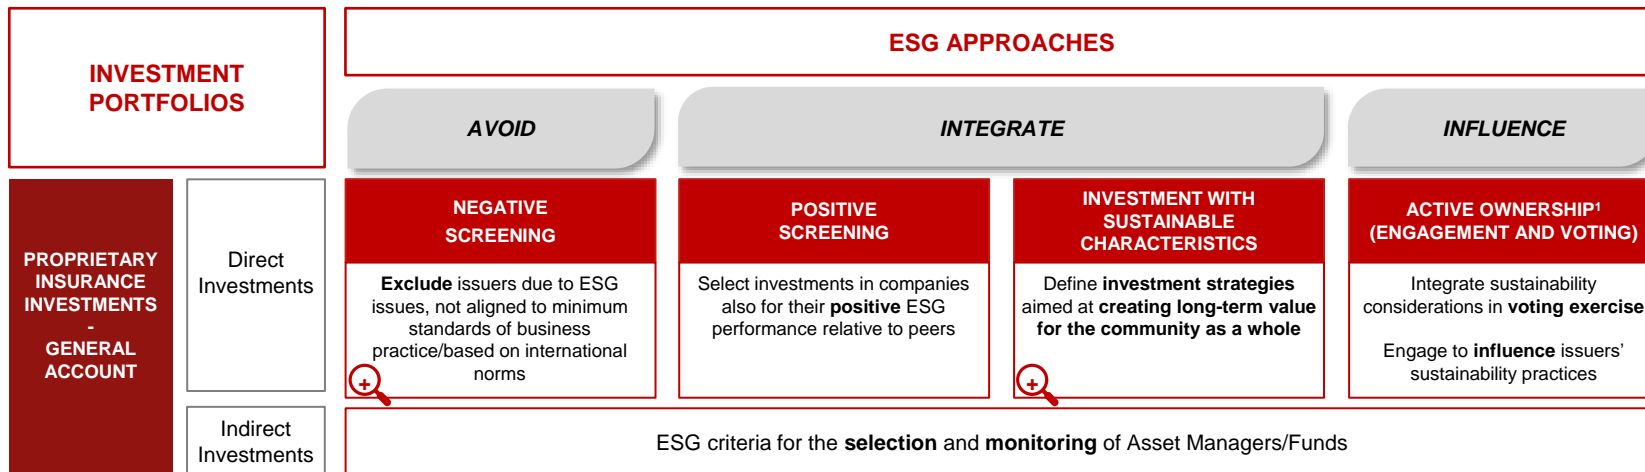 INVESTMENT
PORTFOLIOS
ESG APPROACHES
AVOID
INTEGRATE
INFLUENCE
PROPRIETARY
INSURANCE
INVESTMENTS
-
GENERAL
ACCOUNT
Direct
Investments
NEGATIVE
SCREENING
Exclude issuers due to ESG
issues, not aligned to minimum
standards of business
practice/based on international
norms
+
POSITIVE
SCREENING
Select investments in companies
also for their positive ESG
performance relative to peers
INVESTMENT WITH
SUSTAINABLE
CHARACTERISTICS
Define investment strategies
aimed at creating long-term value
for the community as a whole
+
ACTIVE OWNERSHIP¹
(ENGAGEMENT AND VOTING)
Integrate sustainability
considerations in voting exercise
Engage to influence issuers'
sustainability practices
Indirect
Investments
ESG criteria for the selection and monitoring of Asset Managers/Funds